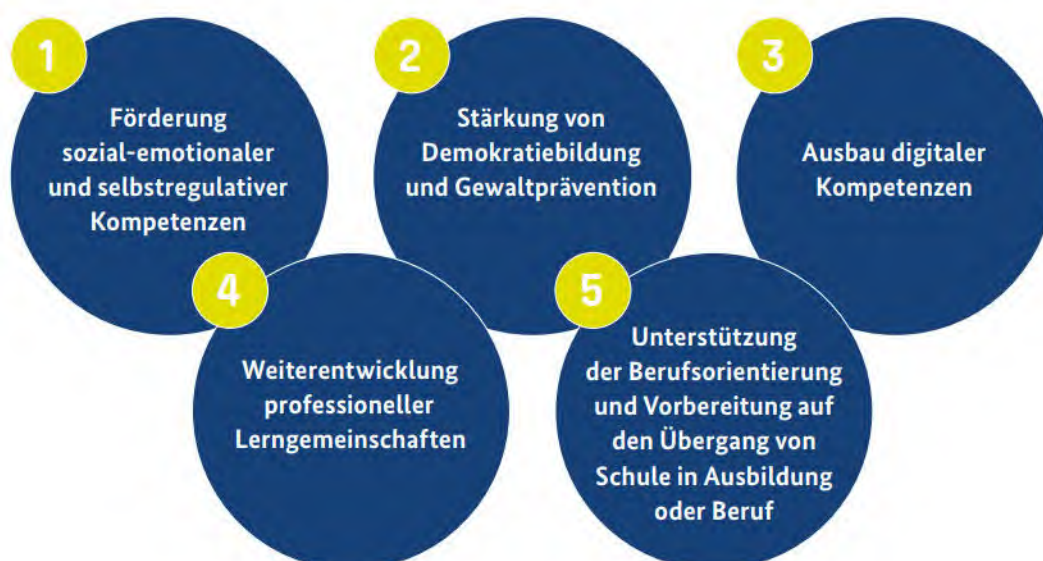 1
Förderung
sozial-emotionaler
und selbstregulativer
Kompetenzen
2
Stärkung von
Demokratiebildung
und Gewaltprävention
3
Ausbau digitaler
Kompetenzen
4
Weiterentwicklung
professioneller
Lerngemeinschaften
5
Unterstützung
der Berufsorientierung
und Vorbereitung auf
den Übergang von
Schule in Ausbildung
oder Beruf